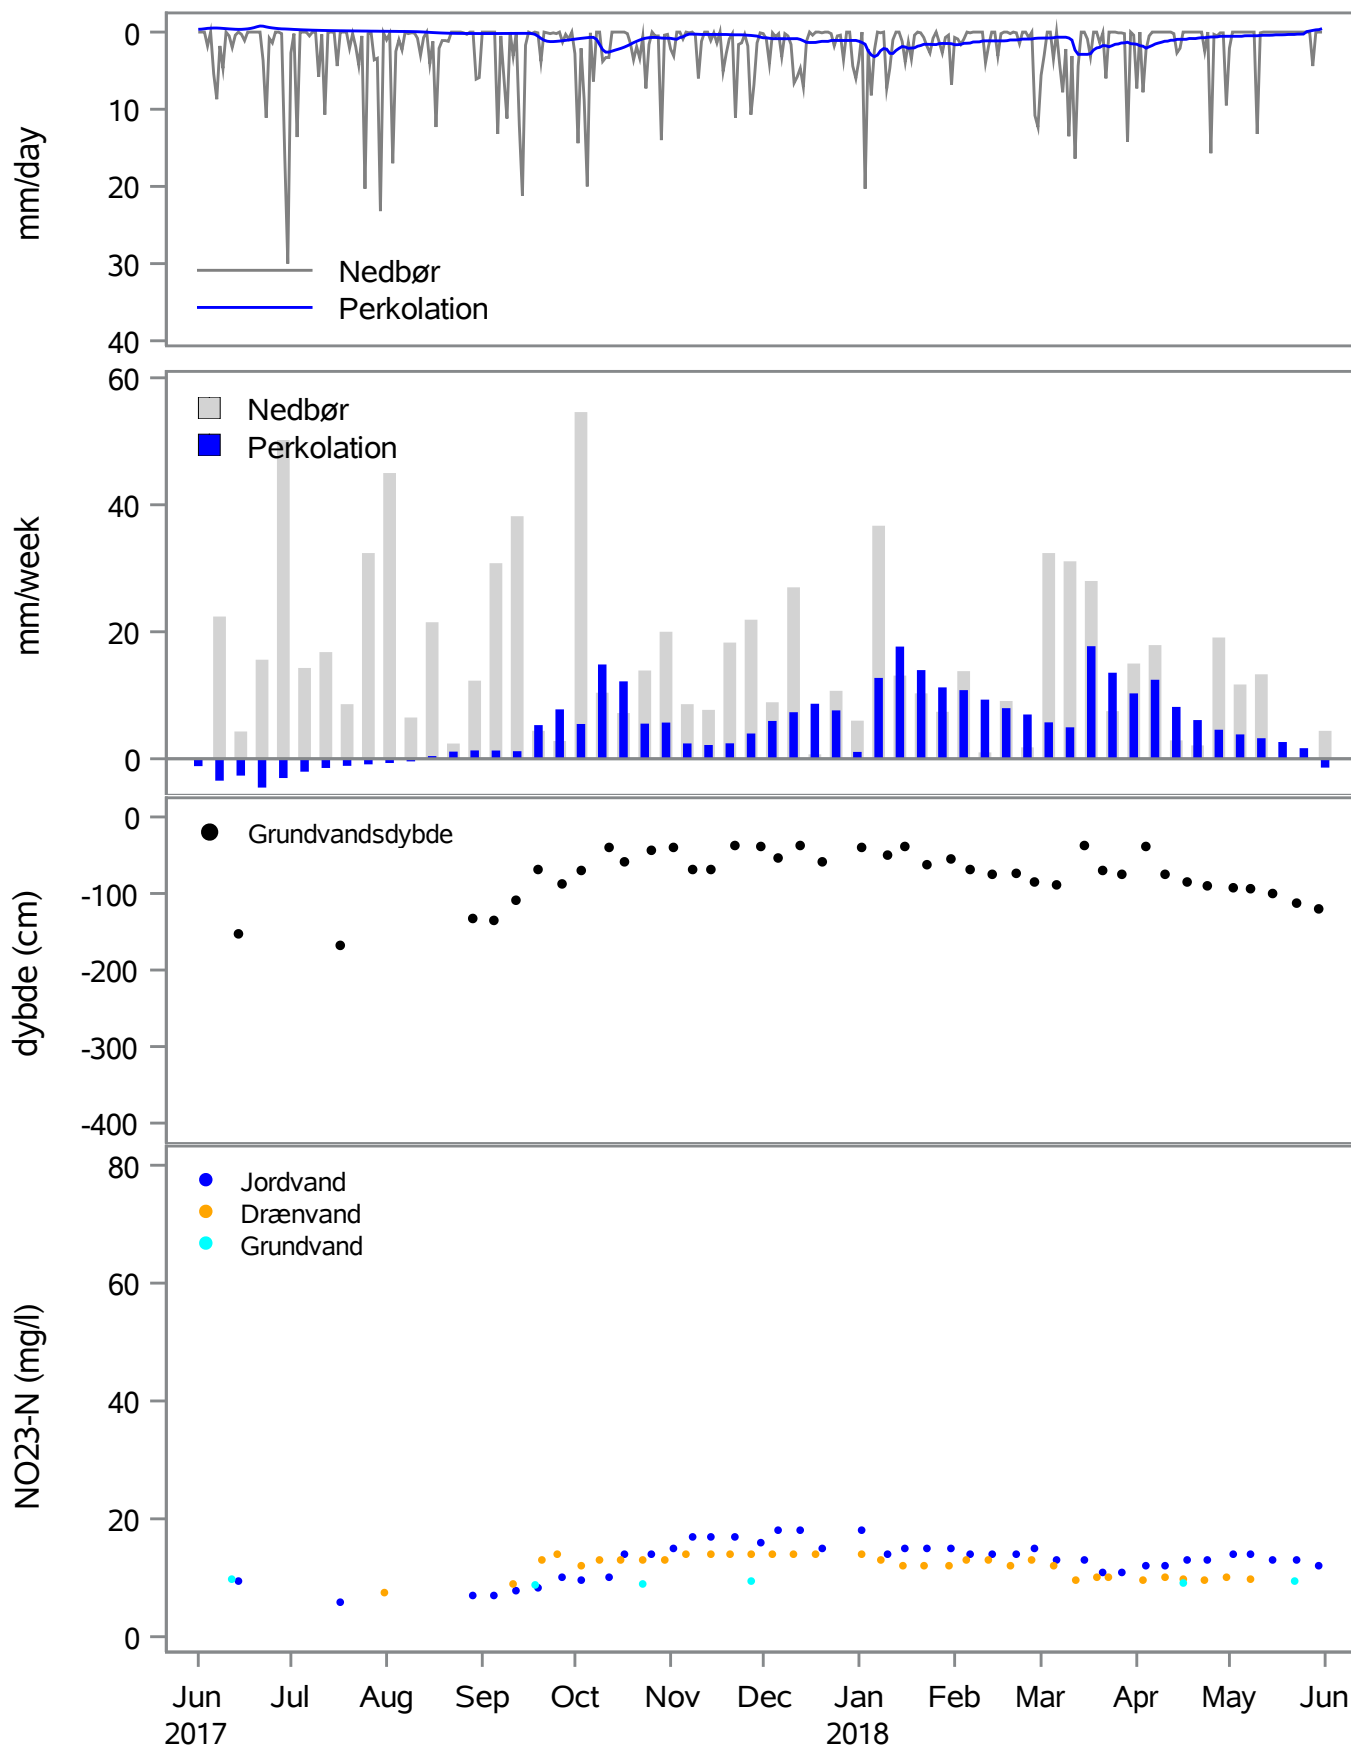 0
10
20
30
40
mm/day
Nedbør
Perkolation
60
40
20
0
mm/week
Nedbør
Perkolation
0
-100
-200
-300
-400
dybde (cm)
Grundvandsdybde
80
60
40
20
0
NO23-N (mg/l)
Jordvand
Drænvand
Grundvand
Jun Jul Aug Sep Oct Nov Dec Jan Feb Mar Apr May Jun
2017 2018